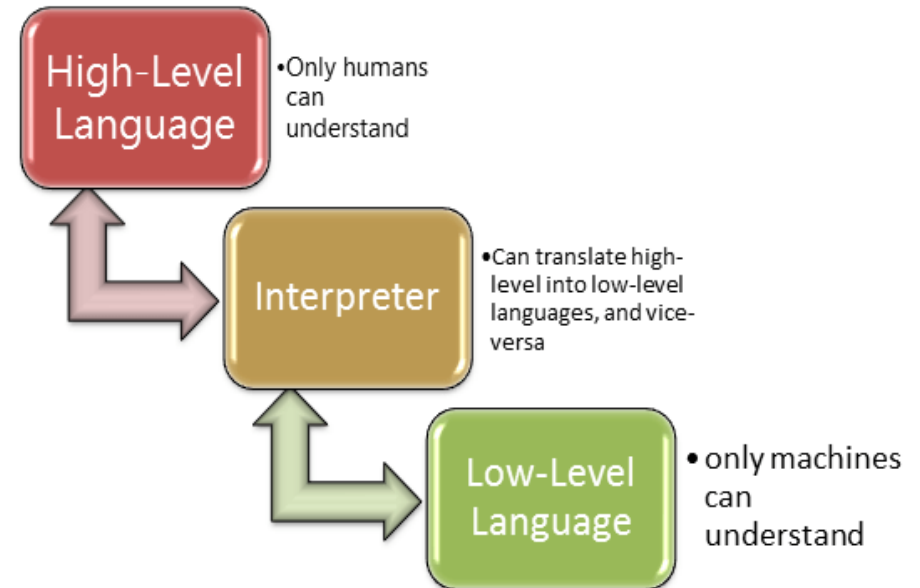 High-Level
Language
•Only humans
can
understand
Interpreter
•Can translate high-
level into low-level
languages, and vice-
versa
Low-Level
Language
• only machines
can
understand